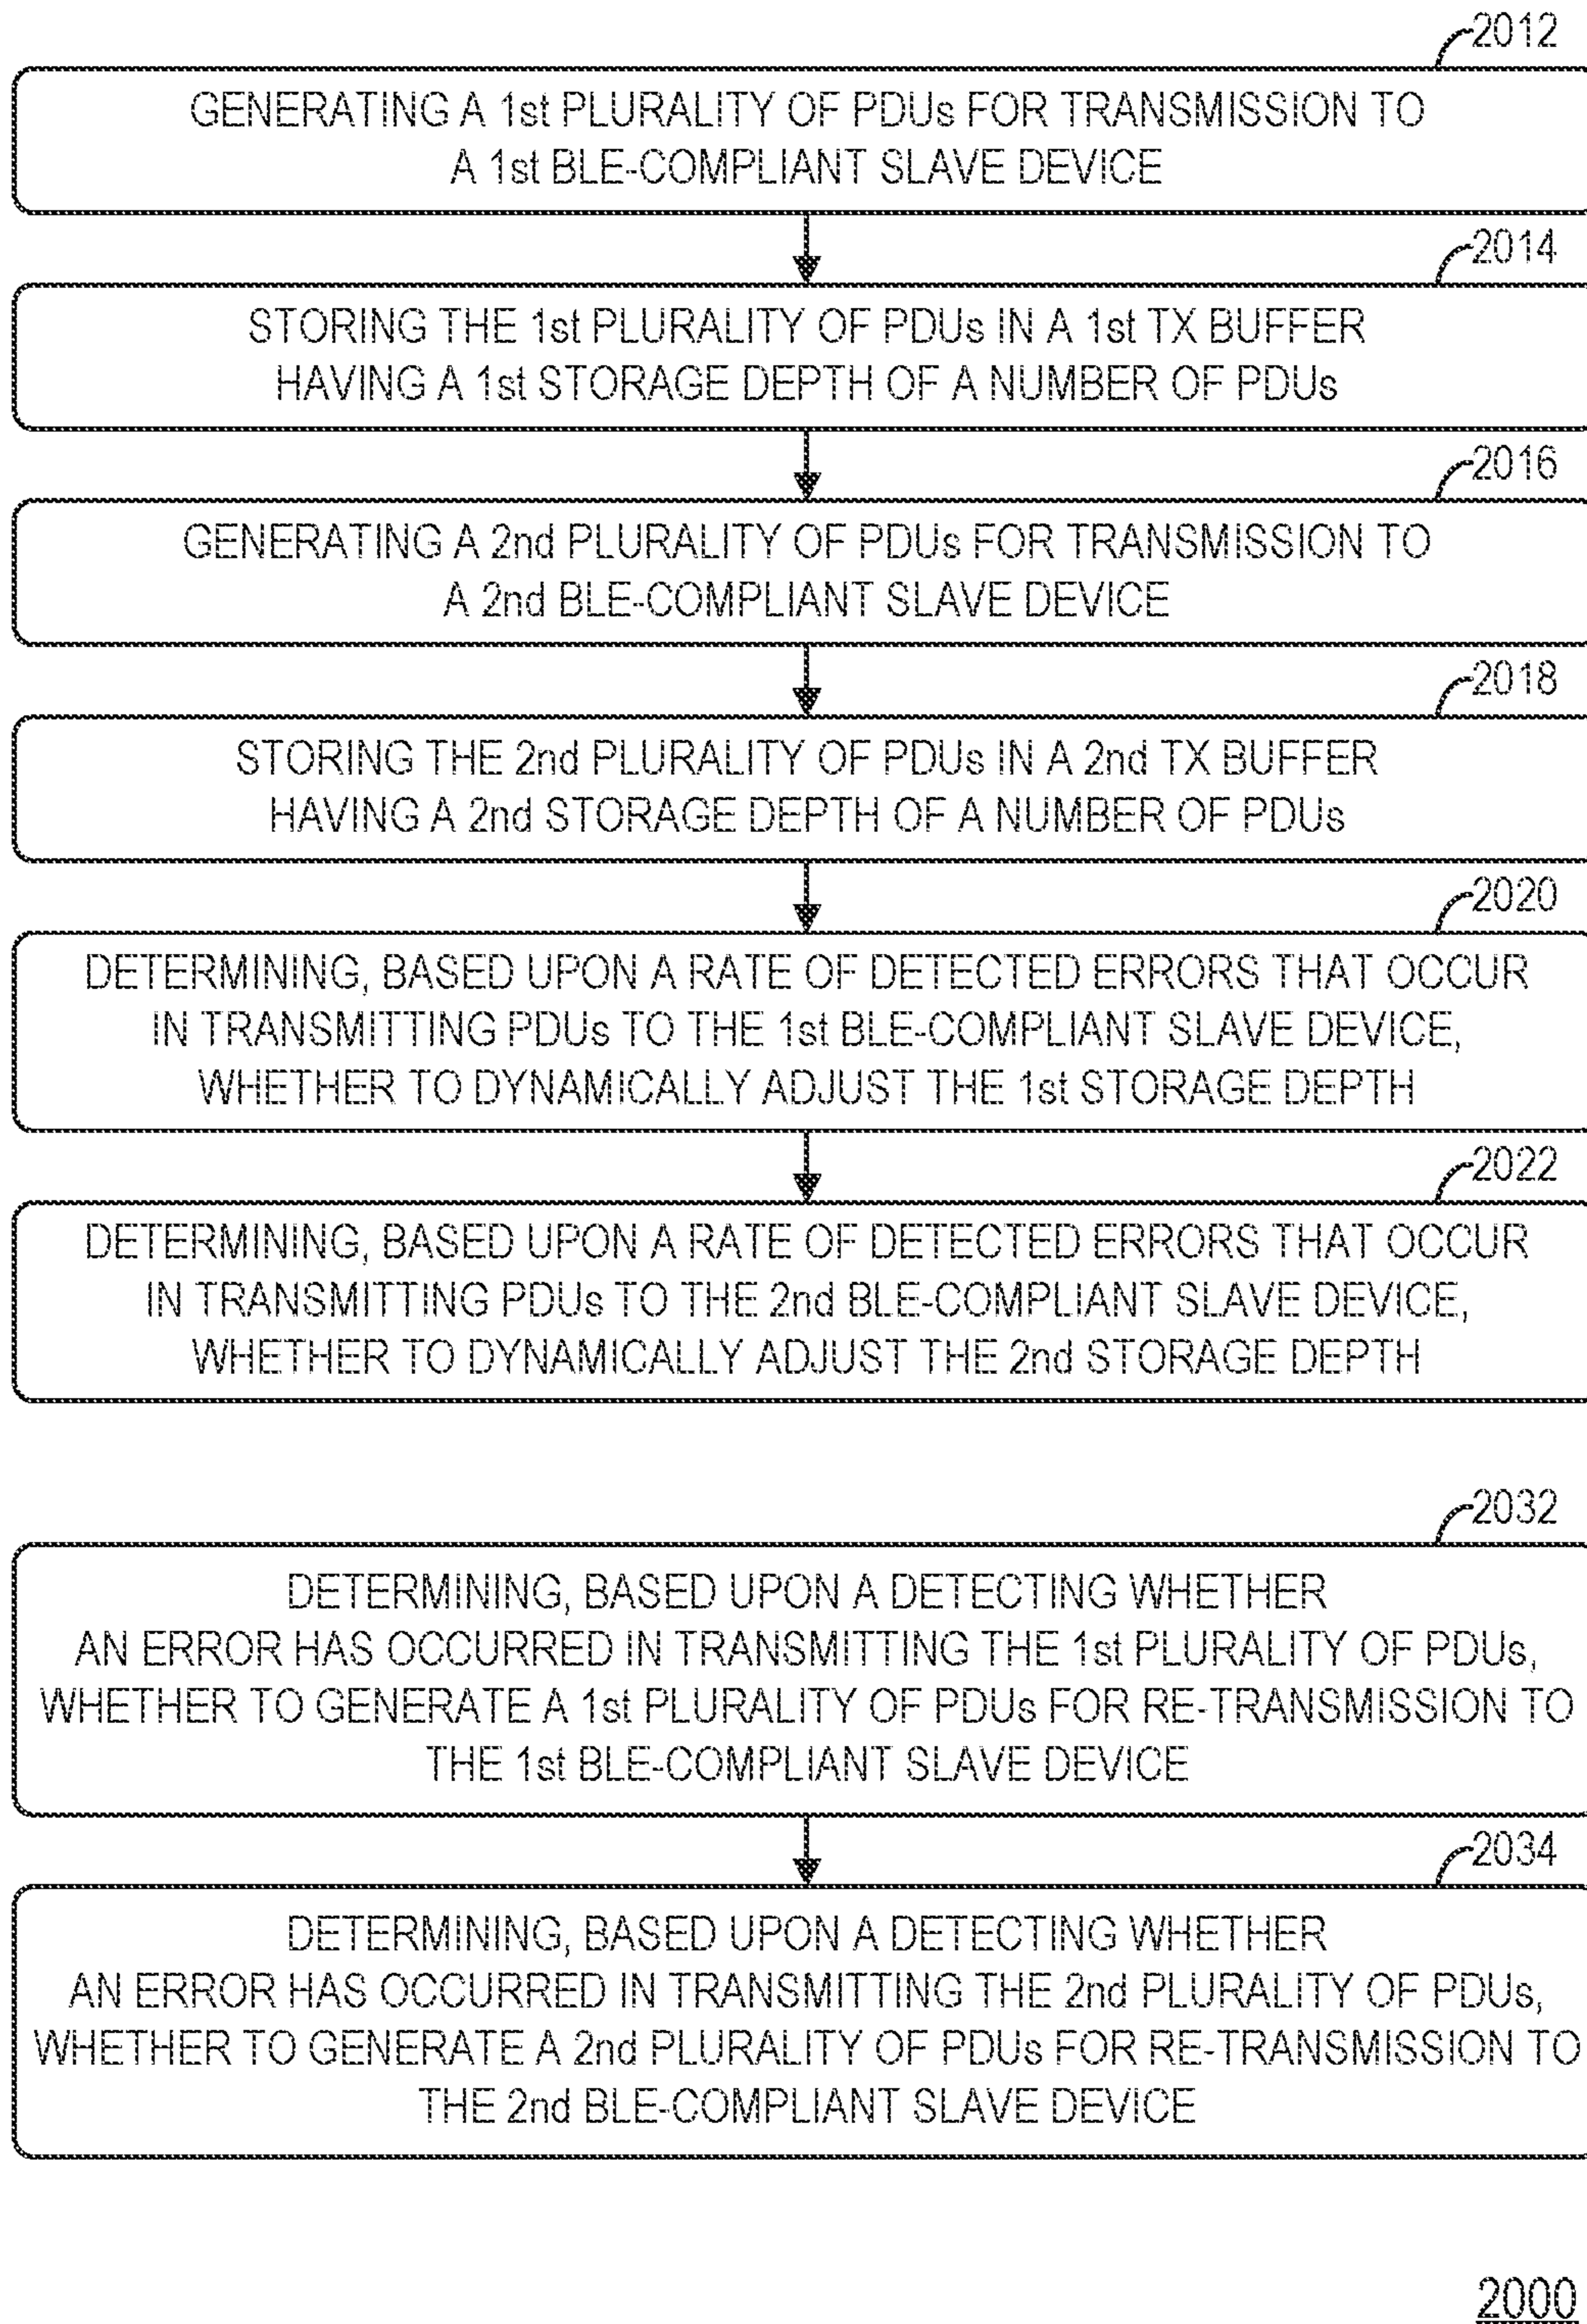 2012
GENERATING A 1st PLURALITY OF PDUs FOR TRANSMISSION TO
A 1st BLE-COMPLIANT SLAVE DEVICE
2014
STORING THE 1st PLURALITY OF PDUs IN A 1st TX BUFFER
HAVING A 1st STORAGE DEPTH OF A NUMBER OF PDUs
2016
GENERATING A 2nd PLURALITY OF PDUs FOR TRANSMISSION TO
A 2nd BLE-COMPLIANT SLAVE DEVICE
2018
STORING THE 2nd PLURALITY OF PDUs IN A 2nd TX BUFFER
HAVING A 2nd STORAGE DEPTH OF A NUMBER OF PDUs
2020
DETERMINING, BASED UPON A RATE OF DETECTED ERRORS THAT OCCUR
IN TRANSMITTING PDUs TO THE 1st BLE-COMPLIANT SLAVE DEVICE,
WHETHER TO DYNAMICALLY ADJUST THE 1st STORAGE DEPTH
2022
DETERMINING, BASED UPON A RATE OF DETECTED ERRORS THAT OCCUR
IN TRANSMITTING PDUs TO THE 2nd BLE-COMPLIANT SLAVE DEVICE,
WHETHER TO DYNAMICALLY ADJUST THE 2nd STORAGE DEPTH
2032
DETERMINING, BASED UPON A DETECTING WHETHER
AN ERROR HAS OCCURRED IN TRANSMITTING THE 1st PLURALITY OF PDUs,
WHETHER TO GENERATE A 1st PLURALITY OF PDUs FOR RE-TRANSMISSION TO
THE 1st BLE-COMPLIANT SLAVE DEVICE
2034
DETERMINING, BASED UPON A DETECTING WHETHER
AN ERROR HAS OCCURRED IN TRANSMITTING THE 2nd PLURALITY OF PDUs,
WHETHER TO GENERATE A 2nd PLURALITY OF PDUs FOR RE-TRANSMISSION TO
THE 2nd BLE-COMPLIANT SLAVE DEVICE
2000